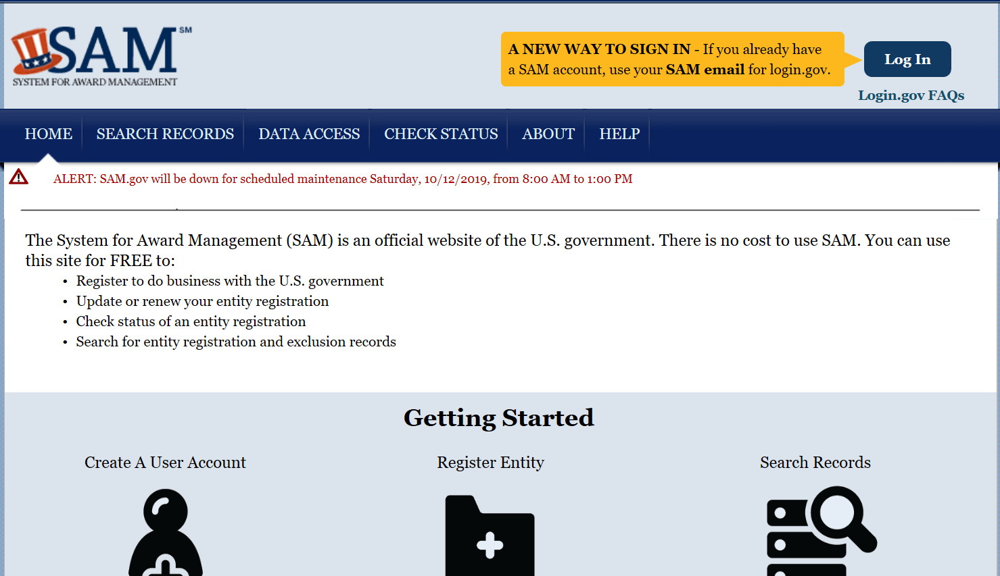 SAM SM
SYSTEM FOR AWARD MANAGEMENT
A NEW WAY TO SIGN IN - If you already have
a SAM account, use your SAM email for login.gov.
Log In
Login.gov FAQs
HOME SEARCH RECORDS DATA ACCESS CHECK STATUS ABOUT HELP
ALERT: SAM.gov will be down for scheduled maintenance Saturday, 10/12/2019, from 8:00 AM to 1:00 PM
The System for Award Management (SAM) is an official website of the U.S. government. There is no cost to use SAM. You can use
this site for FREE to:
• Register to do business with the U.S. government
• Update or renew your entity registration
• Check status of an entity registration
• Search for entity registration and exclusion records
Getting Started
Create A User Account Register Entity Search Records